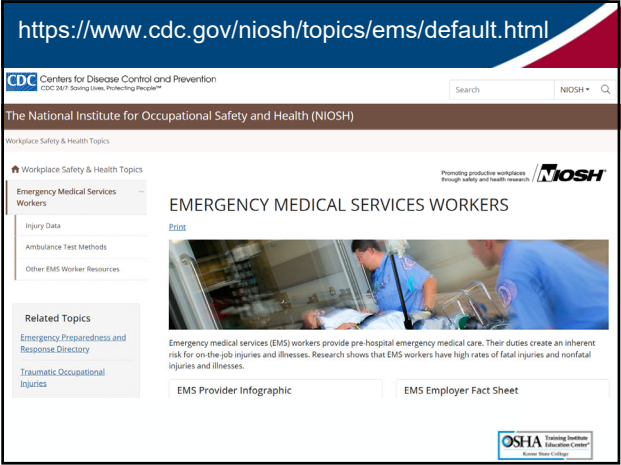 https://www.cdc.gov/niosh/topics/ems/default.html
CDC Centers for Disease Control and Prevention
CDC 24/7: Saving Lives, Protecting People™
Search
NIOSH
The National Institute for Occupational Safety and Health (NIOSH)
Workplace Safety & Health Topics
Workplace Safety & Health Topics
Emergency Medical Services
Workers
Injury Data
Ambulance Test Methods
Other EMS Worker Resources
Related Topics
Emergency Preparedness and
Response Directory
Traumatic Occupational
Injuries
Promoting productive workplaces
through safety and health research
NIOSH
EMERGENCY MEDICAL SERVICES WORKERS
Print
Emergency medical services (EMS) workers provide pre-hospital emergency medical care. Their duties create an inherent
risk for on-the-job injuries and illnesses. Research shows that EMS workers have high rates of fatal injuries and nonfatal
injuries and illnesses.
EMS Provider Infographic
EMS Employer Fact Sheet
OSHA Training Institute
Education Center
Keene State College